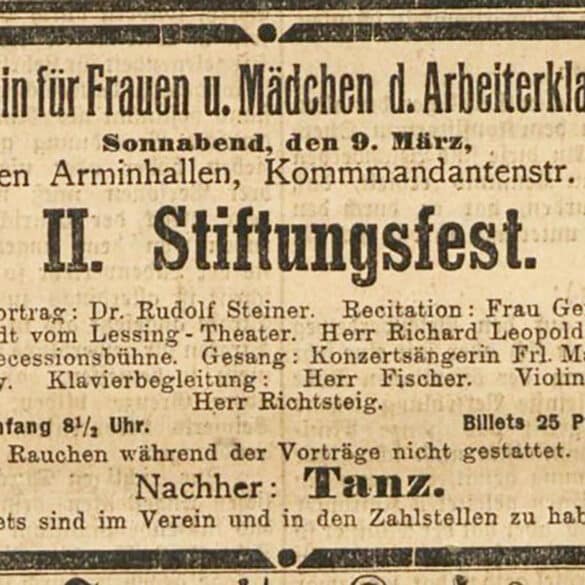 in für Frauen u. Mädchen d. Arbeiterkla
Sonnabend, den 9. März,
en Arminhallen, Kommmandantenstr.
II. Stiftungsfest.
ortrag: Dr. Rudolf Steiner. Recitation: Frau Ge
dt vom Lessing-Theater. Herr Richard Leopold
ecessionsbühne. Gesang: Konzertsängerin Frl. M
y. Klavierbegleitung: Herr Fischer. Violin
Herr Richtsteig.
nfang 8½ Uhr. Billets 25 P
Rauchen während der Vorträge nicht gestattet.
Nachher: Tanz.
ets sind im Verein und in den Zahlstellen zu hab